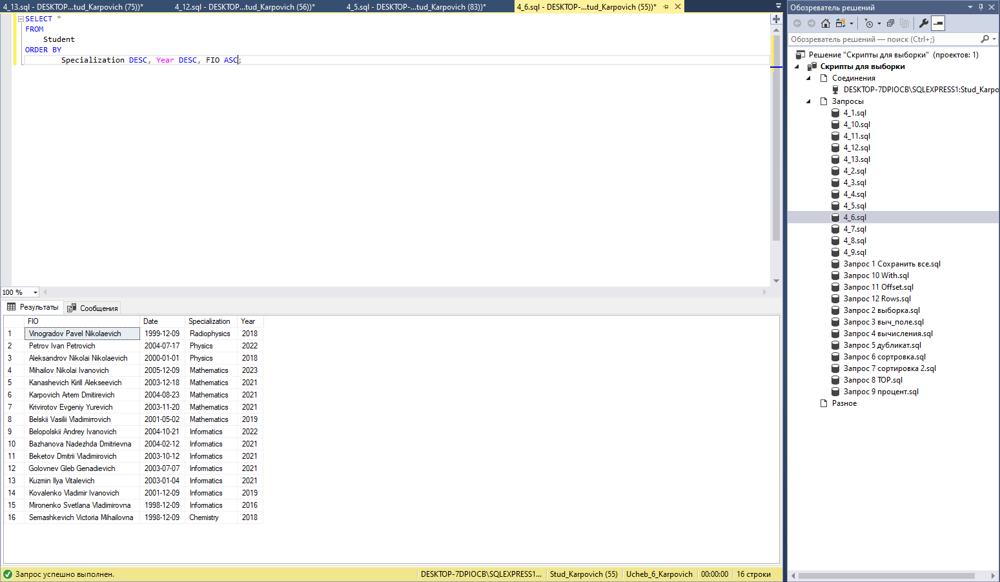 4_13.sql - DESKTOP...tud_Karpovich (75))*
4_12.sql - DESKTOP...tud_Karpovich (56))*
4_5.sql - DESKTOP-...tud_Karpovich (83))*
4_6.sql - DESKTOP-...tud_Karpovich (55))*
SELECT *
FROM
Student
ORDER BY
Specialization DESC, Year DESC, FIO ASC;
100 %
Результаты
Сообщения
FIO Date Specialization Year
1 Vinogradov Pavel Nikolaevich 1999-12-09 Radiophysics 2018
2 Petrov Ivan Petrovich 2004-07-17 Physics 2022
3 Aleksandrov Nikolai Nikolaevich 2000-01-01 Physics 2018
4 Mihailov Nikolai Ivanovich 2005-12-09 Mathematics 2023
5 Kanashevich Kirill Alekseevich 2003-12-18 Mathematics 2021
6 Karpovich Artem Dmitirevich 2004-08-23 Mathematics 2021
7 Krivirotov Evgeniy Yurevich 2003-11-20 Mathematics 2021
8 Belskii Vasilii Vladimirrovich 2001-05-02 Mathematics 2019
9 Belopolskii Andrey Ivanovich 2004-10-21 Informatics 2022
10 Bazhanova Nadezhda Dmitrievna 2004-02-12 Informatics 2021
11 Beketov Dmitrii Vladimirovich 2003-10-12 Informatics 2021
12 Golovnev Gleb Genadievich 2003-07-07 Informatics 2021
13 Kuzmin Ilya Vitalevich 2003-01-04 Informatics 2021
14 Kovalenko Vladimir Ivanovich 2001-12-09 Informatics 2019
15 Mironenko Svetlana Vladimirovna 1998-12-09 Informatics 2016
16 Semashkevich Victoria Mihailovna 1998-12-09 Chemistry 2018
Запрос успешно выполнен.
DESKTOP-7DPIOCB\SQLEXPRESS1...
Stud_Karpovich (55)
Ucheb_6_Karpovich
00:00:00
16 строки
Обозреватель решений
Обозреватель решений — поиск (Ctrl+;)
Решение "Скрипты для выборки" (проектов: 1)
Скрипты для выборки
Соединения
DESKTOP-7DPIOCB\SQLEXPRESS1:Stud_Karpo
Запросы
4_1.sql
4_10.sql
4_11.sql
4_12.sql
4_13.sql
4_2.sql
4_3.sql
4_4.sql
4_5.sql
4_6.sql
4_7.sql
4_8.sql
4_9.sql
Запрос 1 Сохранить все.sql
Запрос 10 With.sql
Запрос 11 Offset.sql
Запрос 12 Rows.sql
Запрос 2 выборка.sql
Запрос 3 выч_поле.sql
Запрос 4 вычисления.sql
Запрос 5 дубликат.sql
Запрос 6 сортровка.sql
Запрос 7 сортировка 2.sql
Запрос 8 TOP.sql
Запрос 9 процент.sql
Разное